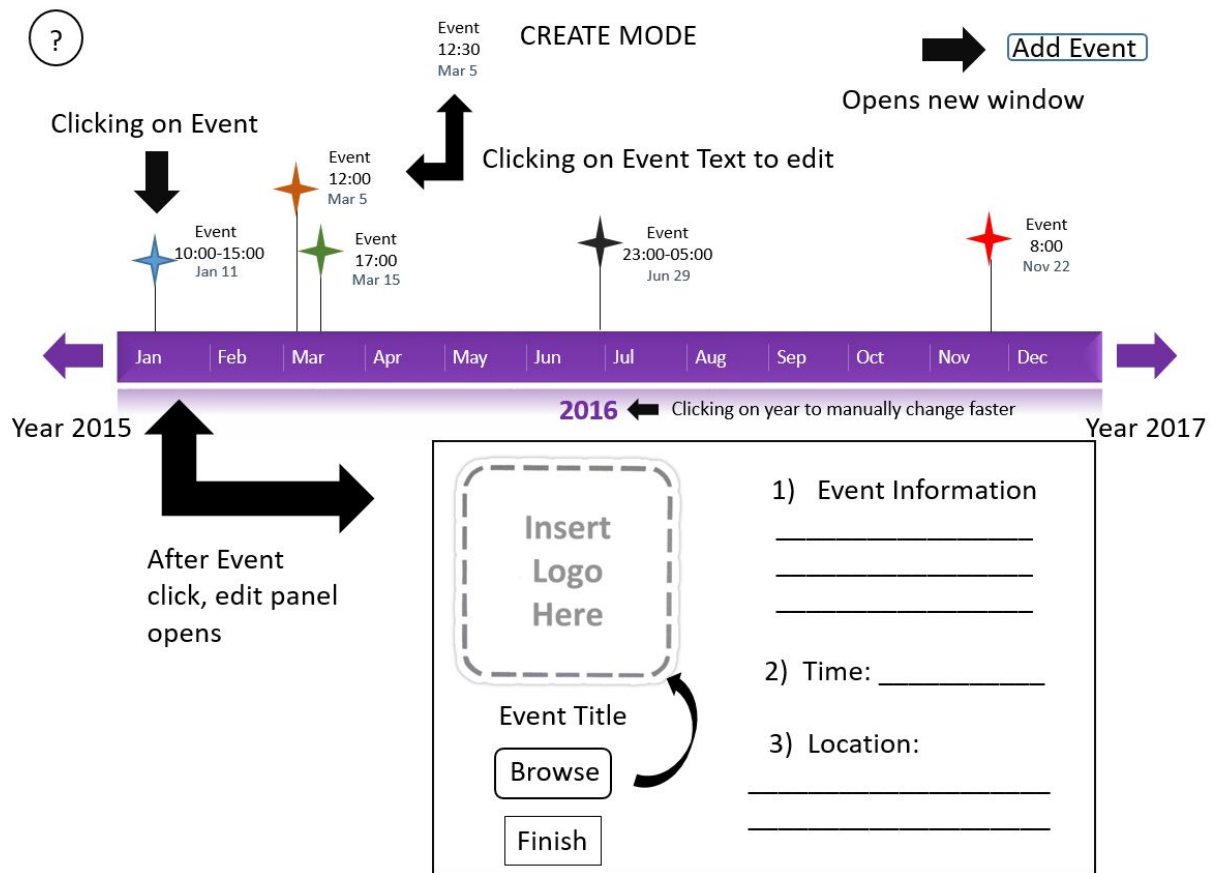 ?
Event
12:30
Mar 5
CREATE MODE
Add Event
Opens new window
Clicking on Event
Clicking on Event Text to edit
Event
12:00
Mar 5
Event
10:00-15:00
Jan 11
Event
17:00
Mar 15
Event
23:00-05:00
Jun 29
Event
8:00
Nov 22
Jan Feb Mar Apr May Jun Jul Aug Sep Oct Nov Dec
2016 Clicking on year to manually change faster
Year 2015
Year 2017
After Event
click, edit panel
opens
Insert
Logo
Here
Event Title
Browse
Finish
1) Event Information
2) Time: ___________
3) Location: